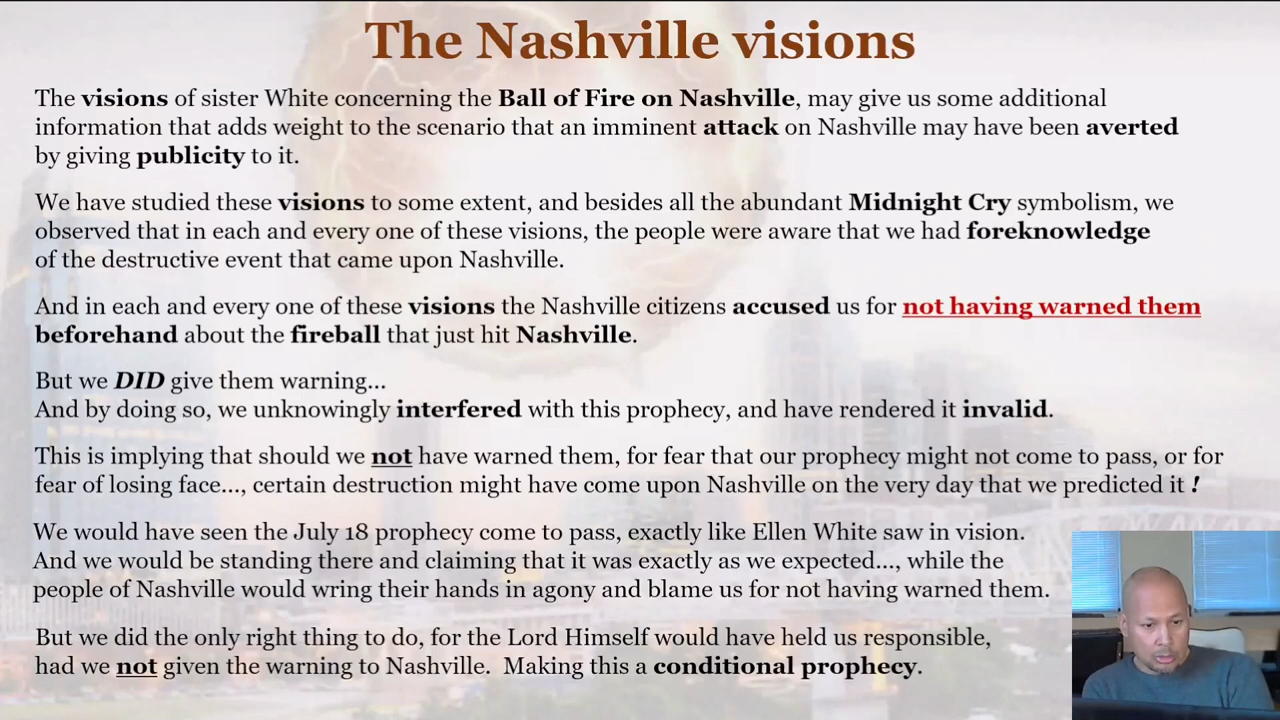 The Nashville visions
The visions of sister White concerning the Ball of Fire on Nashville, may give us some additional
information that adds weight to the scenario that an imminent attack on Nashville may have been averted
by giving publicity to it.
We have studied these visions to some extent, and besides all the abundant Midnight Cry symbolism, we
observed that in each and every one of these visions, the people were aware that we had foreknowledge
of the destructive event that came upon Nashville.
And in each and every one of these visions the Nashville citizens accused us for not having warned them
beforehand about the fireball that just hit Nashville.
But we DID give them warning...
And by doing so, we unknowingly interfered with this prophecy, and have rendered it invalid.
This is implying that should we not have warned them, for fear that our prophecy might not come to pass, or for
fear of losing face..., certain destruction might have come upon Nashville on the very day that we predicted it !
We would have seen the July 18 prophecy come to pass, exactly like Ellen White saw in vision.
And we would be standing there and claiming that it was exactly as we expected..., while the
people of Nashville would wring their hands in agony and blame us for not having warned them.
But we did the only right thing to do, for the Lord Himself would have held us responsible,
had we not given the warning to Nashville. Making this a conditional prophecy.